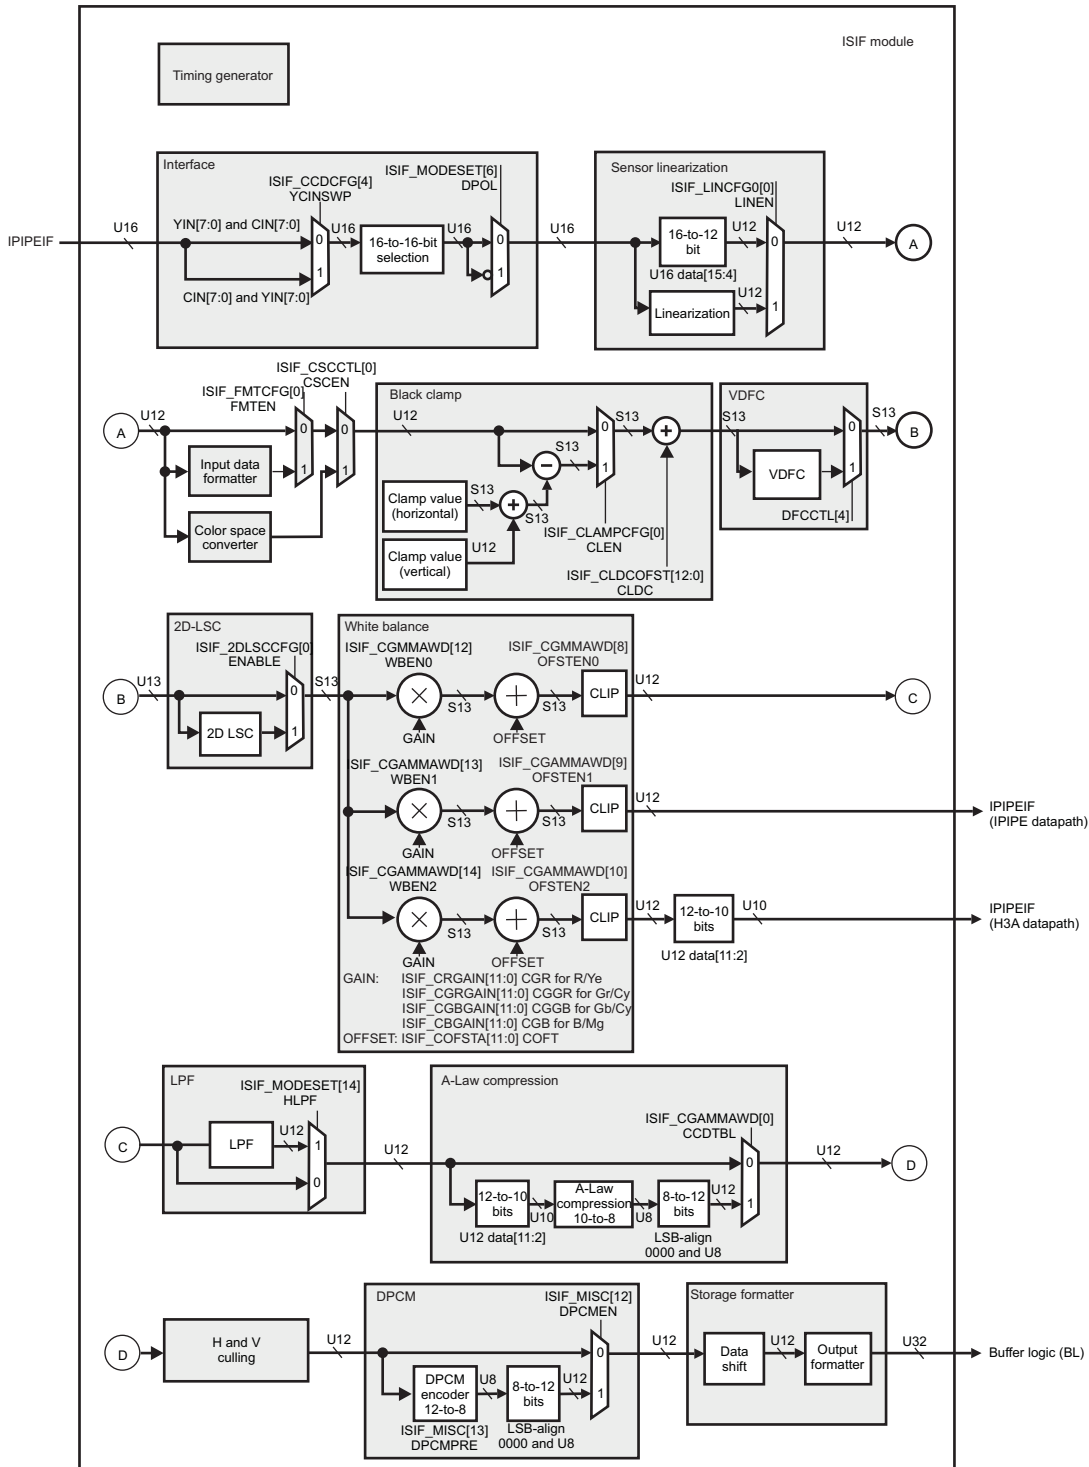 ISIF module
Timing generator
Interface
ISIF_CCDCFG[4]
YCINSWP
ISIF_MODESET[6]
DPOL
IPIPEIF
U16
YIN[7:0] and CIN[7:0]
0
U16
16-to-16-bit
selection
U16
0
U16
1
1
CIN[7:0] and YIN[7:0]
Sensor linearization
ISIF_LINCFG0[0]
LINEN
16-to-12
bit
U12
0
U12
A
U16 data[15:4]
Linearization
U12
1
ISIF_CSCCTL[0]
CSCEN
ISIF_FMTCFG[0]
FMTEN
A
U12
0
0
Input data
formatter
1
1
Color space
converter
Black clamp
U12
0
S13
+
S13
−
1
Clamp value
(horizontal)
S13
+
S13
U12
Clamp value
(vertical)
ISIF_CLAMPCFG[0]
CLEN
ISIF_CLDCOFST[12:0]
CLDC
VDFC
S13
0
S13
B
VDFC
1
DFCCTL[4]
2D-LSC
ISIF_2DLSCCFG[0]
ENABLE
B
U13
0
S13
2D LSC
1
White balance
ISIF_CGMMAWD[12]
WBEN0
ISIF_CGMMAWD[8]
OFSTEN0
S13
S13
CLIP
U12
C
GAIN
OFFSET
ISIF_CGAMMAWD[13]
WBEN1
ISIF_CGAMMAWD[9]
OFSTEN1
S13
S13
CLIP
U12
IPIPEIF
(IPIPE datapath)
GAIN
OFFSET
ISIF_CGAMMAWD[14]
WBEN2
ISIF_CGAMMAWD[10]
OFSTEN2
S13
S13
CLIP
U12
12-to-10
bits
U10
IPIPEIF
(H3A datapath)
U12 data[11:2]
GAIN
OFFSET
GAIN: ISIF_CRGAIN[11:0] CGR for R/Ye
ISIF_CGRGAIN[11:0] CGGR for Gr/Cy
ISIF_CGBGAIN[11:0] CGGB for Gb/Cy
ISIF_CBGAIN[11:0] CGB for B/Mg
OFFSET: ISIF_COFSTA[11:0] COFT
LPF
ISIF_MODESET[14]
HLPF
C
LPF
U12
1
0
U12
A-Law compression
ISIF_CGAMMAWD[0]
CCDTBL
0
U12
D
12-to-10
bits
U10
A-Law
compression
10-to-8
U8
8-to-12
bits
U12
1
U12 data[11:2]
LSB-align
0000 and U8
D
H and V
culling
U12
DPCM
ISIF_MISC[12]
DPCMEN
0
U12
DPCM
encoder
12-to-8
U8
8-to-12
bits
U12
1
ISIF_MISC[13]
DPCMPRE
LSB-align
0000 and U8
Storage formatter
Data
shift
U12
Output
formatter
U32
Buffer logic (BL)